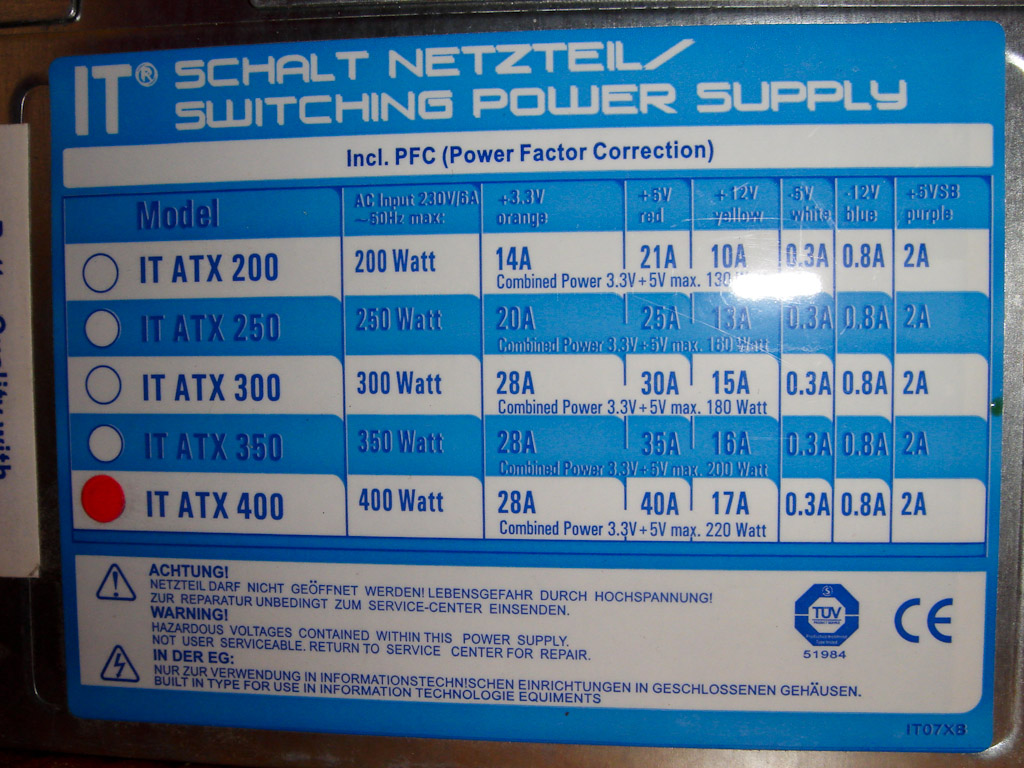 IT® SCHALT NETZTEIL/
SWITCHING POWER SUPPLY
Incl. PFC (Power Factor Correction)
Model AC Input 230V/6A ~50Hz max: +3.3V orange +5V red +12V yellow -5V white -12V blue +5VSB purple
IT ATX 200 200 Watt 14A 21A 10A 0.3A 0.8A 2A
Combined Power 3.3V+5V max.
IT ATX 250 250 Watt 20A 25A 13A 0.3A 0.8A 2A
Combined Power 3.3V+5V max. 160 Watt
IT ATX 300 300 Watt 28A 30A 15A 0.3A 0.8A 2A
Combined Power 3.3V+5V max. 180 Watt
IT ATX 350 350 Watt 28A 35A 16A 0.3A 0.8A 2A
Combined Power 3.3V+5V max. 200 Watt
IT ATX 400 400 Watt 28A 40A 17A 0.3A 0.8A 2A
Combined Power 3.3V+5V max. 220 Watt
ACHTUNG!
NETZTEIL DARF NICHT GEÖFFNET WERDEN! LEBENSGEFAHR DURCH HOCHSPANNUNG!
ZUR REPARATUR UNBEDINGT ZUM SERVICE-CENTER EINSENDEN.
WARNING!
HAZARDOUS VOLTAGES CONTAINED WITHIN THIS POWER SUPPLY.
NOT USER SERVICEABLE. RETURN TO SERVICE CENTER FOR REPAIR.
IN DER EG:
NUR ZUR VERWENDUNG IN INFORMATIONSTECHNISCHEN EINRICHTUNGEN IN GESCHLOSSENEN GEHÄUSEN.
BUILT IN TYPE FOR USE IN INFORMATION TECHNOLOGIE EQUIMENTS
TÜV
51984
CE
IT07XB